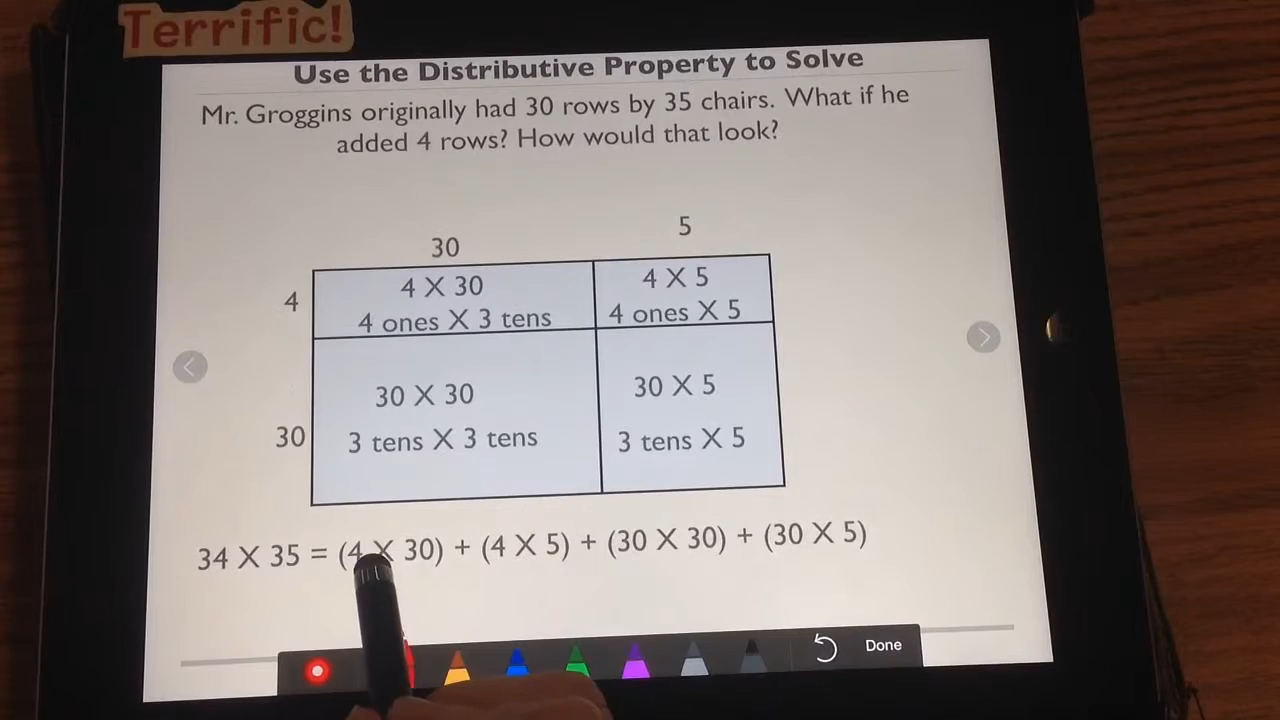 Terrific!
Use the Distributive Property to Solve
Mr. Groggins originally had 30 rows by 35 chairs. What if he
added 4 rows? How would that look?
30
5
4
4 X 30
4 X 5
4 ones X 3 tens
4 ones X 5
30
30 X 30
30 X 5
3 tens X 3 tens
3 tens X 5
34 X 35 = (4 X 30) + (4 X 5) + (30 X 30) + (30 X 5)
Done